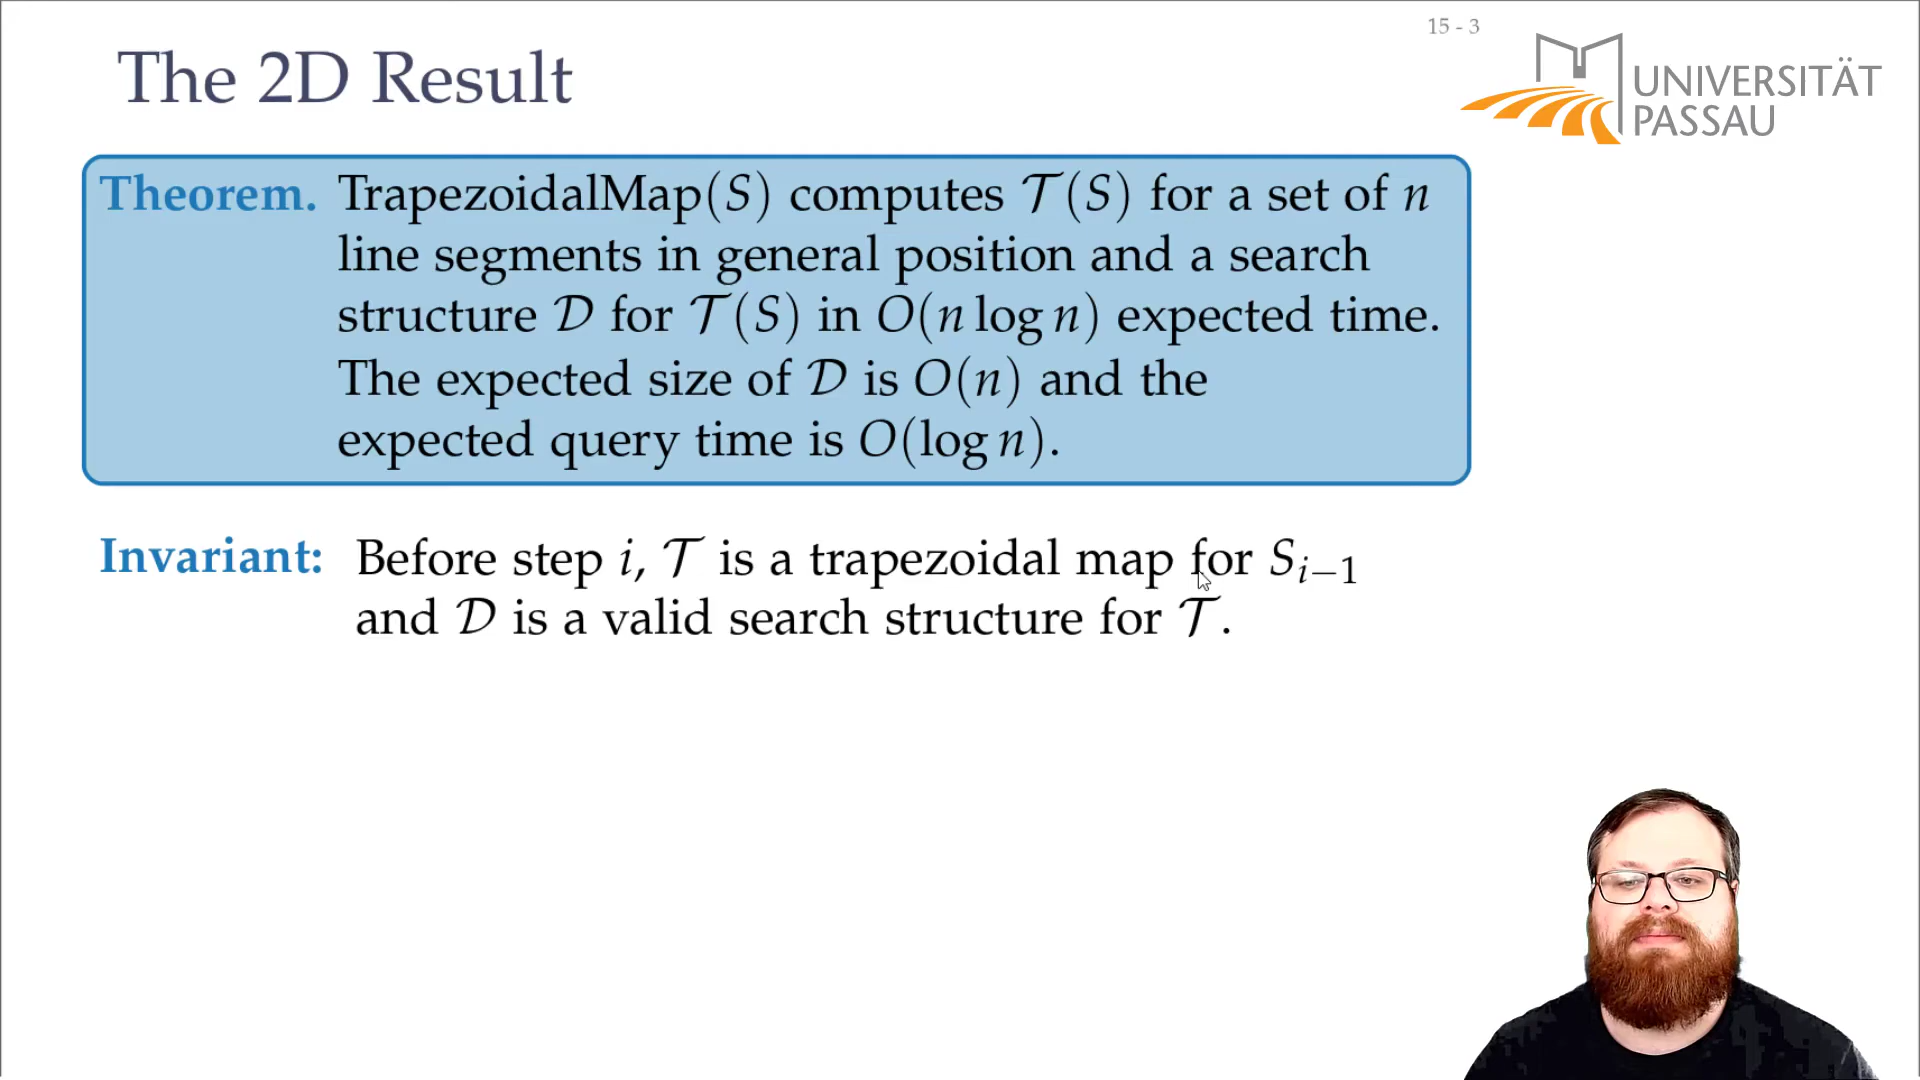 15 - 3
The 2D Result
UNIVERSITÄT
PASSAU
Theorem. TrapezoidalMap(S) computes 𝒯(S) for a set of n
line segments in general position and a search
structure 𝒟 for 𝒯(S) in O(n log n) expected time.
The expected size of 𝒟 is O(n) and the
expected query time is O(log n).
Invariant: Before step i, 𝒯 is a trapezoidal map for Sᵢ₋₁
and 𝒟 is a valid search structure for 𝒯.